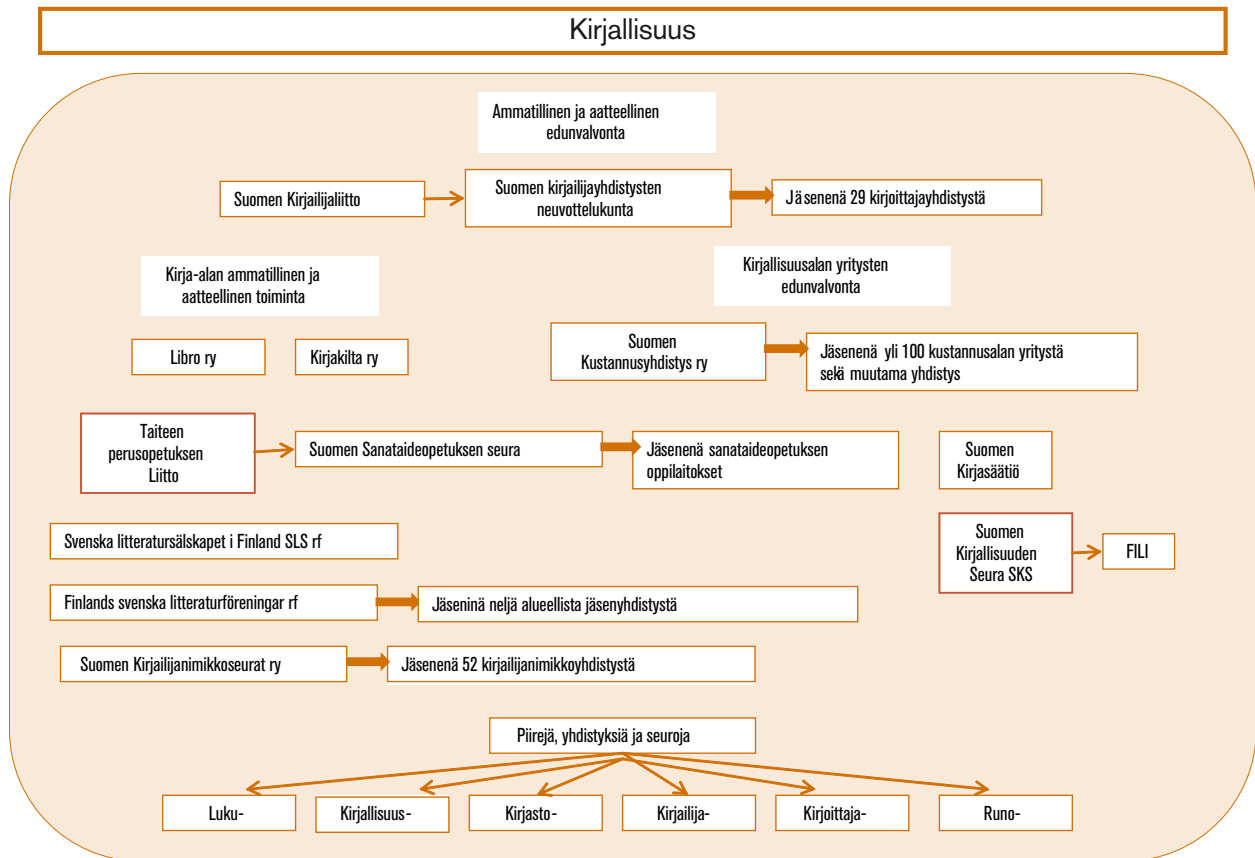 Kirjallisuus
Ammatillinen ja aatteellinen
edunvalvonta
Suomen Kirjailijaliitto
Suomen kirjailijayhdistysten
neuvottelukunta
Jäsenenä 29 kirjoittajayhdistystä
Kirja-alan ammatillinen ja
aatteellinen toiminta
Kirjallisuusalan yritysten
edunvalvonta
Libro ry
Kirjakilta ry
Suomen
Kustannusyhdistys ry
Jäsenenä yli 100 kustannusalan yritystä
sekä muutama yhdistys
Taiteen
perusopetuksen
Liitto
Suomen Sanataideopetuksen seura
Jäsenenä sanataideopetuksen
oppilaitokset
Suomen
Kirjasäätiö
Svenska litteratursälskapet i Finland SLS rf
Suomen
Kirjallisuuden
Seura SKS
FILI
Finlands svenska litteraturföreningar rf
Jäseninä neljä alueellista jäsenyhdistystä
Suomen Kirjailijanimikkoseurat ry
Jäsenenä 52 kirjailijanimikkoyhdistystä
Piirejä, yhdistyksiä ja seuroja
Luku-
Kirjallisuus-
Kirjasto-
Kirjailija-
Kirjoittaja-
Runo-